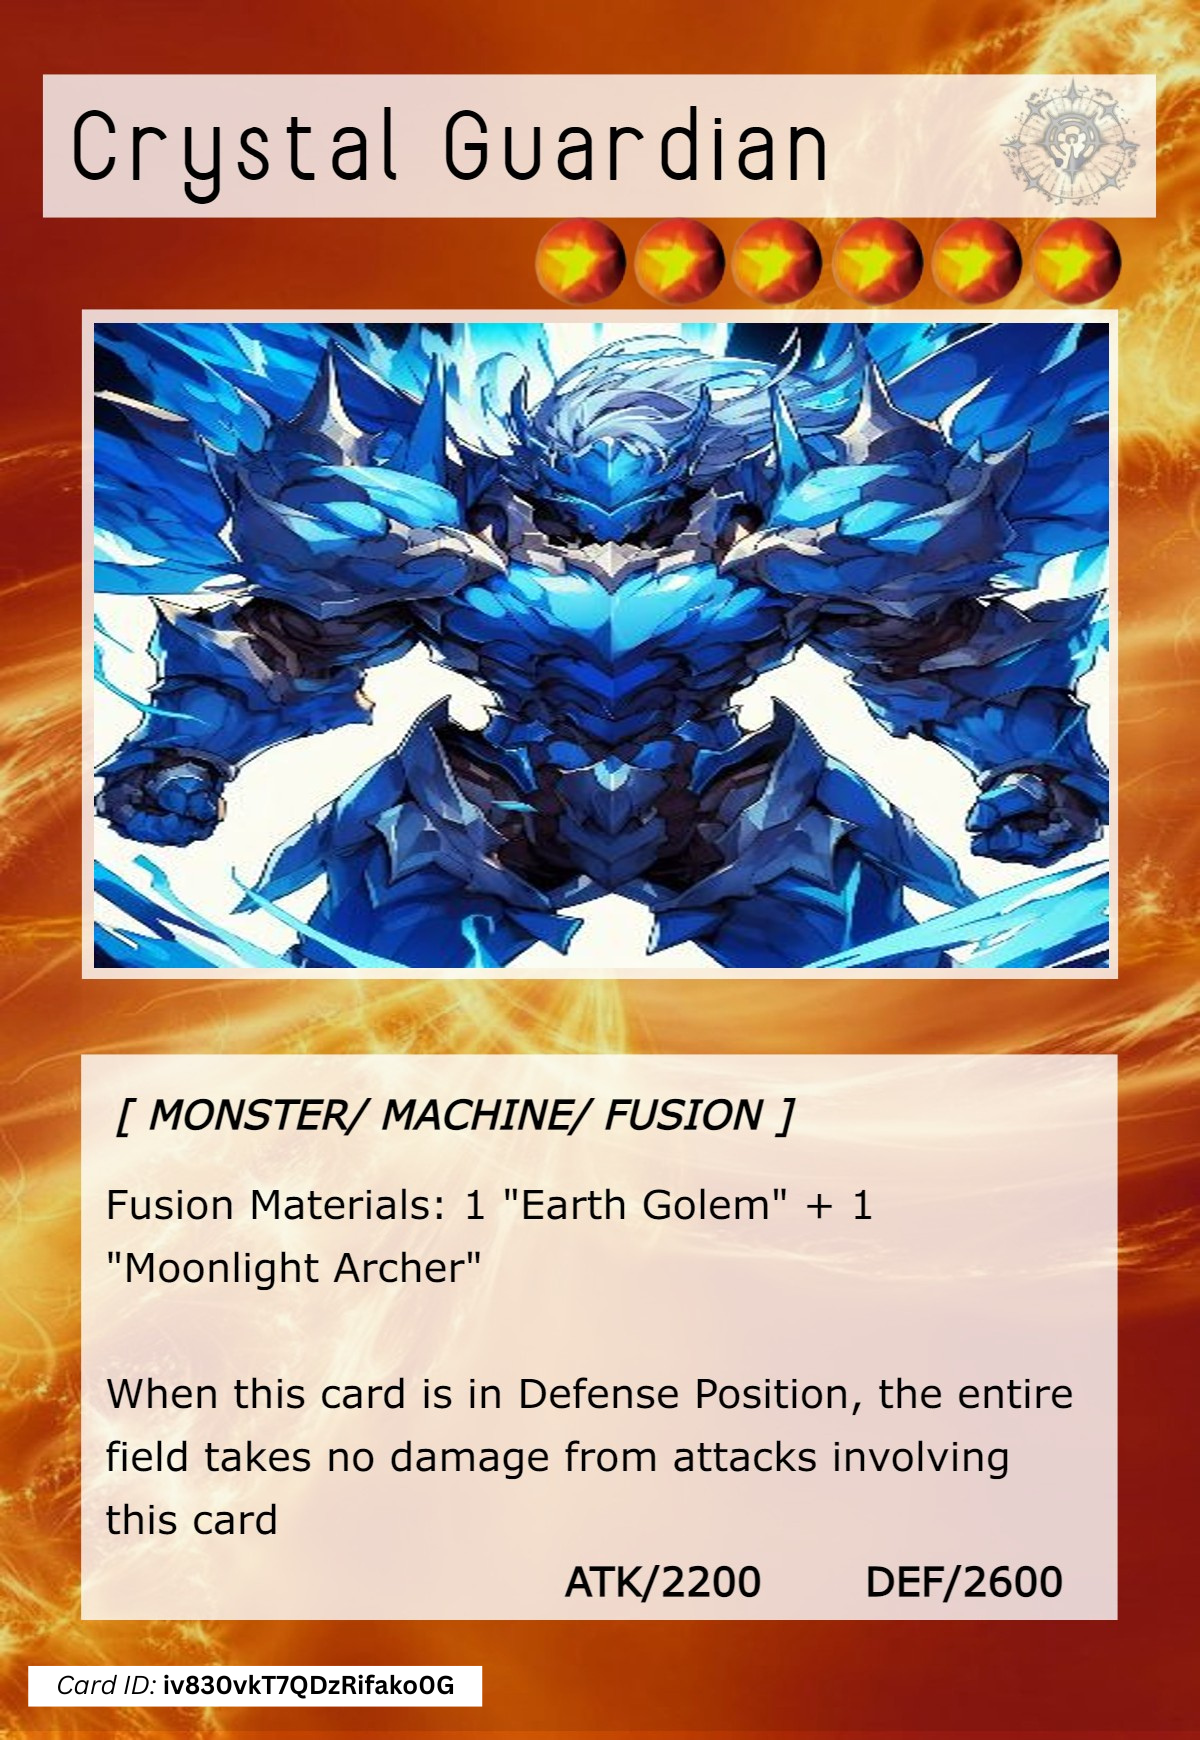 Crystal Guardian
[ MONSTER/ MACHINE/ FUSION ]
Fusion Materials: 1 "Earth Golem" + 1
"Moonlight Archer"
When this card is in Defense Position, the entire
field takes no damage from attacks involving
this card
ATK/2200 DEF/2600
Card ID: iv830vkT7QDzRifako0G